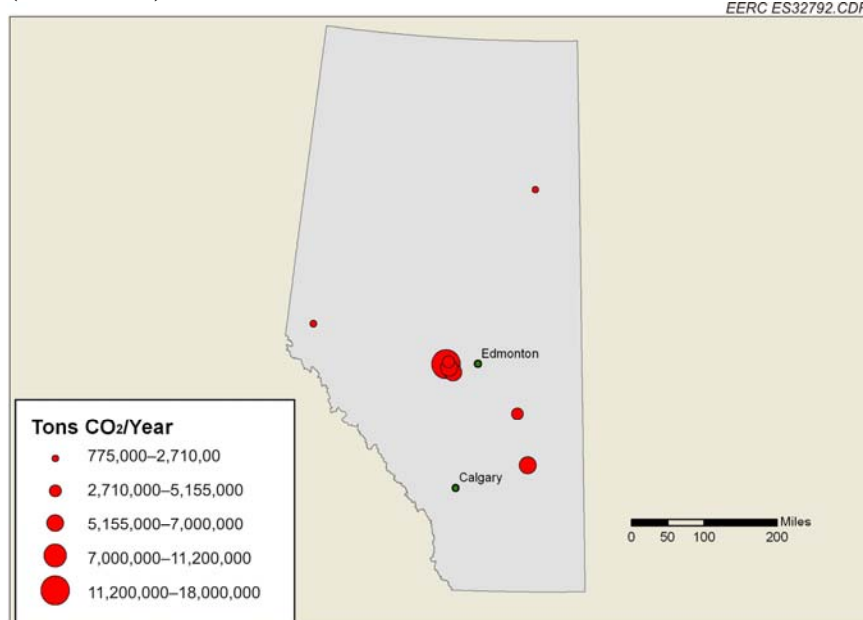 EERC ES32792.CDR
Edmonton
Calgary
Tons CO₂/Year
775,000–2,710,00
2,710,000–5,155,000
5,155,000–7,000,000
7,000,000–11,200,000
11,200,000–18,000,000
Miles
0 50 100 200